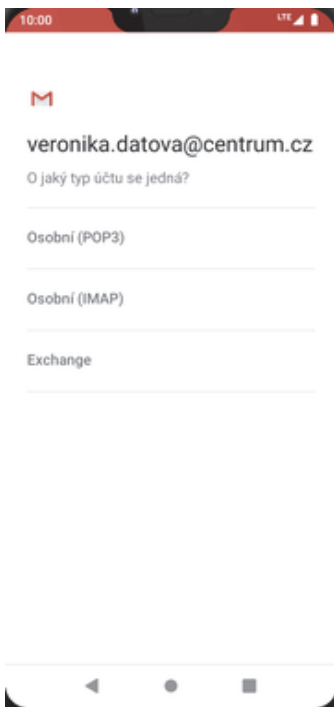 10:00
LTE
veronika.datova@centrum.cz
O jaký typ účtu se jedná?
Osobní (POP3)
Osobní (IMAP)
Exchange